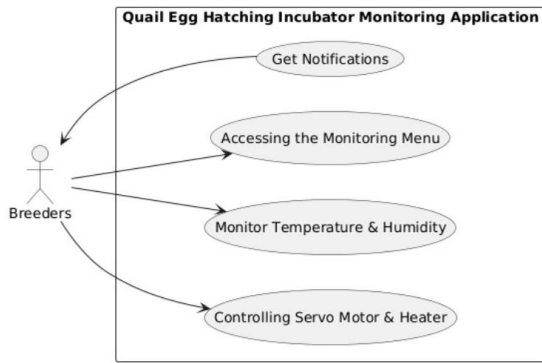 Quail Egg Hatching Incubator Monitoring Application
Get Notifications
Accessing the Monitoring Menu
Breeders
Monitor Temperature & Humidity
Controlling Servo Motor & Heater